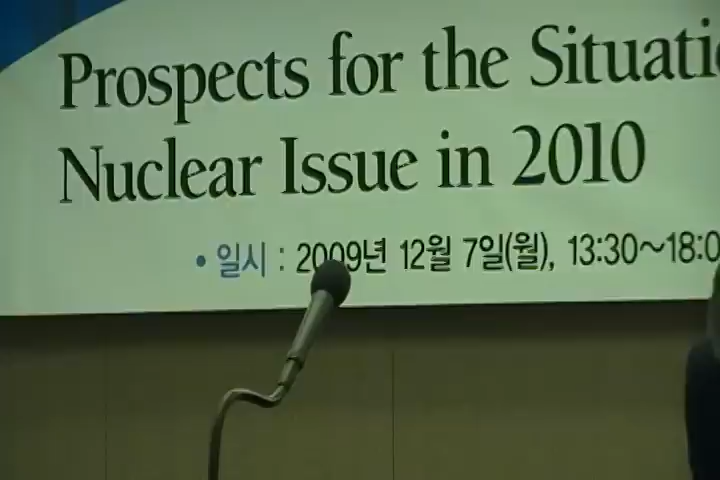 Prospects for the Situati
Nuclear Issue in 2010
• 일시 : 2009년 12월 7일(월), 13:30~18:0